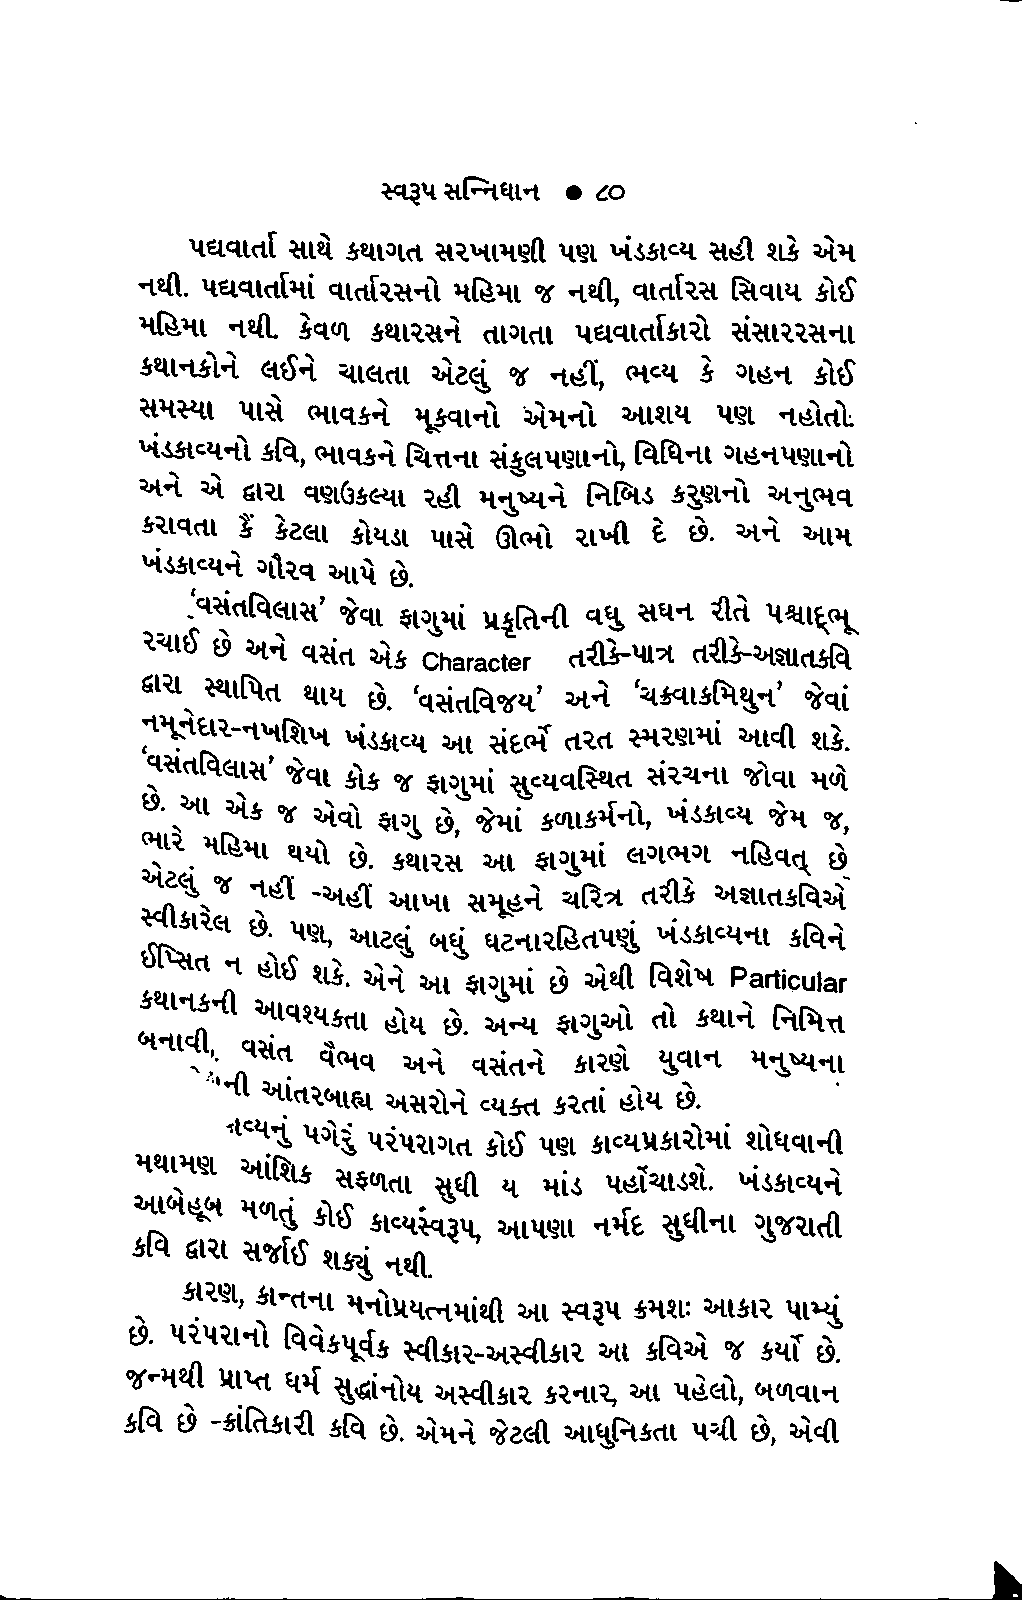 સ્વરૂપ સન્નિધાન ● ૮૦
પદ્યવાર્તા સાથે કથાગત સરખામણી પણ ખંડકાવ્ય સહી શકે એમ
નથી. પદ્યવાર્તામાં વાર્તારસનો મહિમા જ નથી, વાર્તારસ સિવાય કોઈ
મહિમા નથી. કેવળ કથારસને તાગતા પદ્યવાર્તાકારો સંસારરસના
કથાનકોને લઈને ચાલતા એટલું જ નહીં, ભવ્ય કે ગહન કોઈ
સમસ્યા પાસે ભાવકને મૂકવાનો એમનો આશય પણ નહોતો.
ખંડકાવ્યનો કવિ, ભાવકને ચિત્તના સંકુલપણાનો, વિધિના ગહનપણાનો
અને એ દ્વારા વણઉકલ્યા રહી મનુષ્યને નિબિડ કરુણનો અનુભવ
કરાવતા કૈં કેટલા કોયડા પાસે ઊભો રાખી દે છે. અને આમ
ખંડકાવ્યને ગૌરવ આપે છે.
'વસંતવિલાસ' જેવા ફાગુમાં પ્રકૃતિની વધુ સઘન રીતે પશ્ચાદ્ભૂ
રચાઈ છે અને વસંત એક Character તરીકે-પાત્ર તરીકે-અજ્ઞાતકવિ
દ્વારા સ્થાપિત થાય છે. 'વસંતવિજય' અને 'ચક્રવાકમિથુન' જેવાં
નમૂનેદાર-નખશિખ ખંડકાવ્ય આ સંદર્ભે તરત સ્મરણમાં આવી શકે.
'વસંતવિલાસ' જેવા કોક જ ફાગુમાં સુવ્યવસ્થિત સંરચના જોવા મળે
છે. આ એક જ એવો ફાગુ છે, જેમાં કળાકર્મનો, ખંડકાવ્ય જેમ જ,
ભારે મહિમા થયો છે. કથારસ આ ફાગુમાં લગભગ નહિવત્ છે
એટલું જ નહીં -અહીં આખા સમૂહને ચરિત્ર તરીકે અજ્ઞાતકવિએ
સ્વીકારેલ છે. પણ, આટલું બધું ઘટનારહિતપણું ખંડકાવ્યના કવિને
ઈપ્સિત ન હોઈ શકે. એને આ ફાગુમાં છે એથી વિશેષ Particular
કથાનકની આવશ્યકતા હોય છે. અન્ય ફાગુઓ તો કથાને નિમિત્ત
બનાવી, વસંત વૈભવ અને વસંતને કારણે યુવાન મનુષ્યના
આંતરબાહ્ય અસરોને વ્યક્ત કરતાં હોય છે.
પગેરું પરંપરાગત કોઈ પણ કાવ્યપ્રકારોમાં શોધવાની
મથામણ આંશિક સફળતા સુધી ય માંડ પહોંચાડશે. ખંડકાવ્યને
આબેહૂબ મળતું કોઈ કાવ્યસ્વરૂપ, આપણા નર્મદ સુધીના ગુજરાતી
કવિ દ્વારા સર્જાઈ શક્યું નથી.
કારણ, કાન્તના મનોપ્રયત્નમાંથી આ સ્વરૂપ ક્રમશઃ આકાર પામ્યું
છે. પરંપરાનો વિવેકપૂર્વક સ્વીકાર-અસ્વીકાર આ કવિએ જ કર્યો છે.
જન્મથી પ્રાપ્ત ધર્મ સુદ્ધાંનોય અસ્વીકાર કરનાર, આ પહેલો, બળવાન
કવિ છે -ક્રાંતિકારી કવિ છે. એમને જેટલી આધુનિકતા પચી છે, એવી